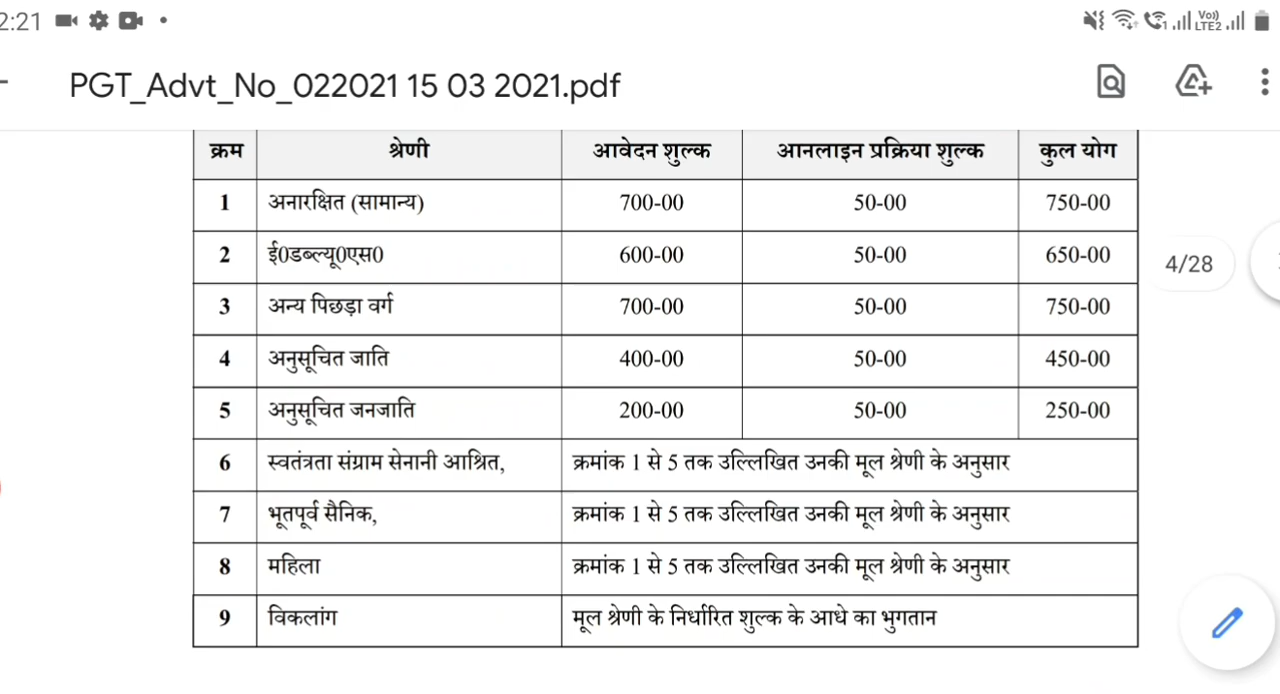 2:21 Vo) LTE2
PGT_Advt_No_022021 15 03 2021.pdf
क्रम श्रेणी आवेदन शुल्क आनलाइन प्रक्रिया शुल्क कुल योग
1 अनारक्षित (सामान्य) 700-00 50-00 750-00
2 ई0डब्ल्यू0एस0 600-00 50-00 650-00
4/28
3 अन्य पिछड़ा वर्ग 700-00 50-00 750-00
4 अनुसूचित जाति 400-00 50-00 450-00
5 अनुसूचित जनजाति 200-00 50-00 250-00
6 स्वतंत्रता संग्राम सेनानी आश्रित, क्रमांक 1 से 5 तक उल्लिखित उनकी मूल श्रेणी के अनुसार
7 भूतपूर्व सैनिक, क्रमांक 1 से 5 तक उल्लिखित उनकी मूल श्रेणी के अनुसार
8 महिला क्रमांक 1 से 5 तक उल्लिखित उनकी मूल श्रेणी के अनुसार
9 विकलांग मूल श्रेणी के निर्धारित शुल्क के आधे का भुगतान